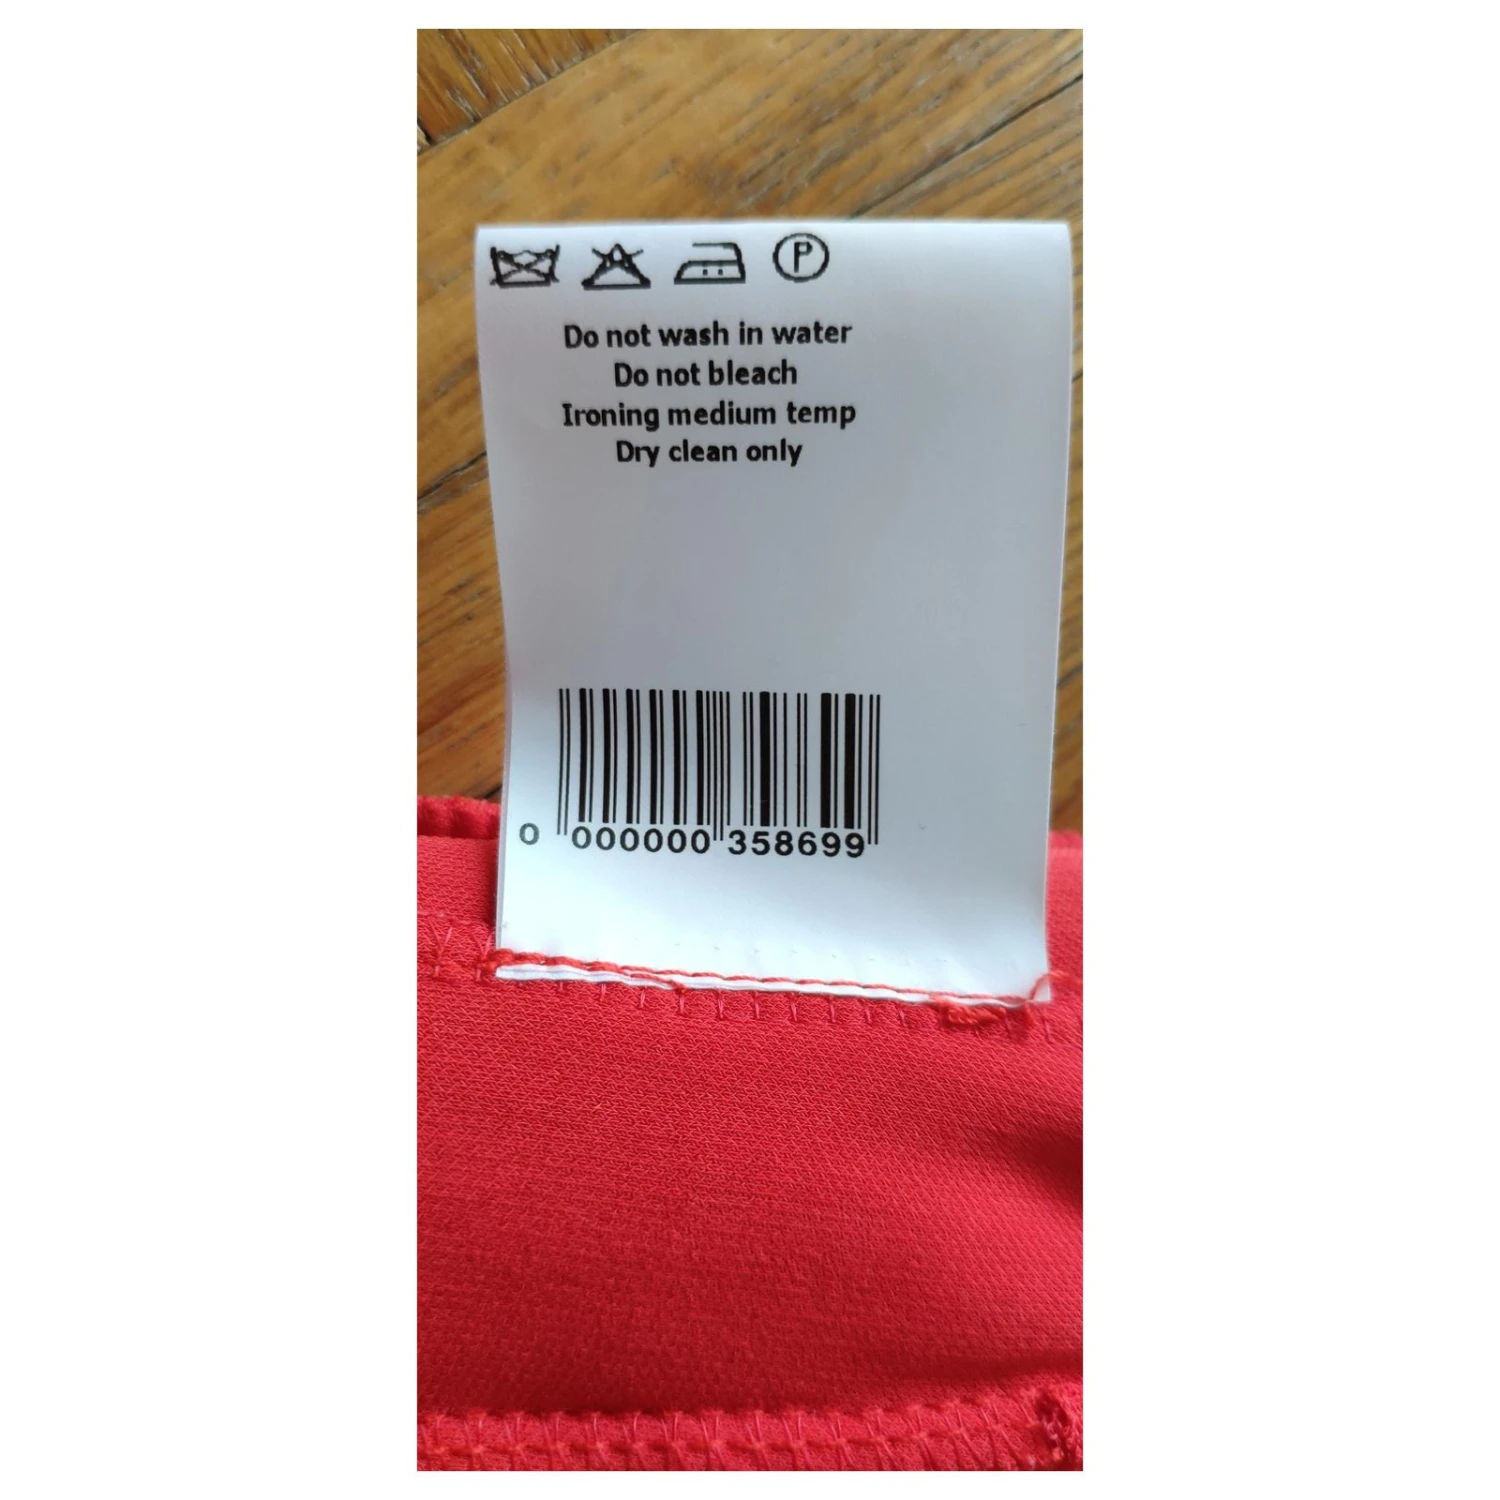 P
Do not wash in water
Do not bleach
Ironing medium temp
Dry clean only
0 000000 358699